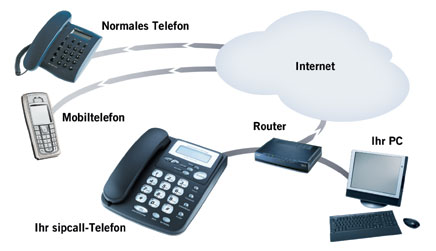 Normales Telefon
Internet
Mobiltelefon
Router
Ihr PC
Ihr sipcall-Telefon